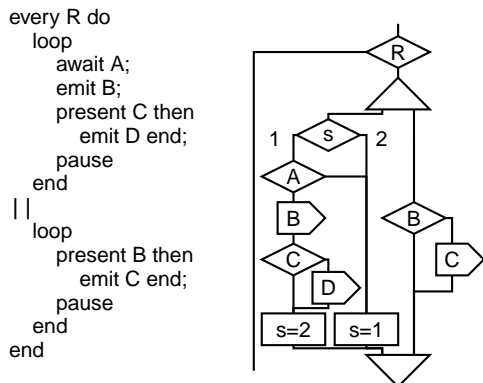 every R do
loop
await A;
emit B;
present C then
emit D end;
pause
end
||
loop
present B then
emit C end;
pause
end
end
R
1 s 2
A
B
B
C
C
D
s=2 s=1